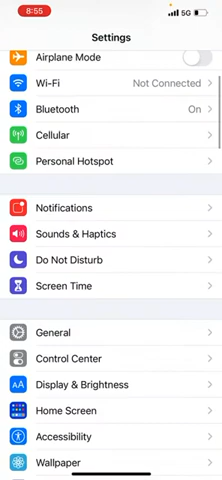 8:55
5G
Settings
Airplane Mode
Wi-Fi Not Connected
Bluetooth On
Cellular
Personal Hotspot
Notifications
Sounds & Haptics
Do Not Disturb
Screen Time
General
Control Center
AA Display & Brightness
Home Screen
Accessibility
Wallpaper